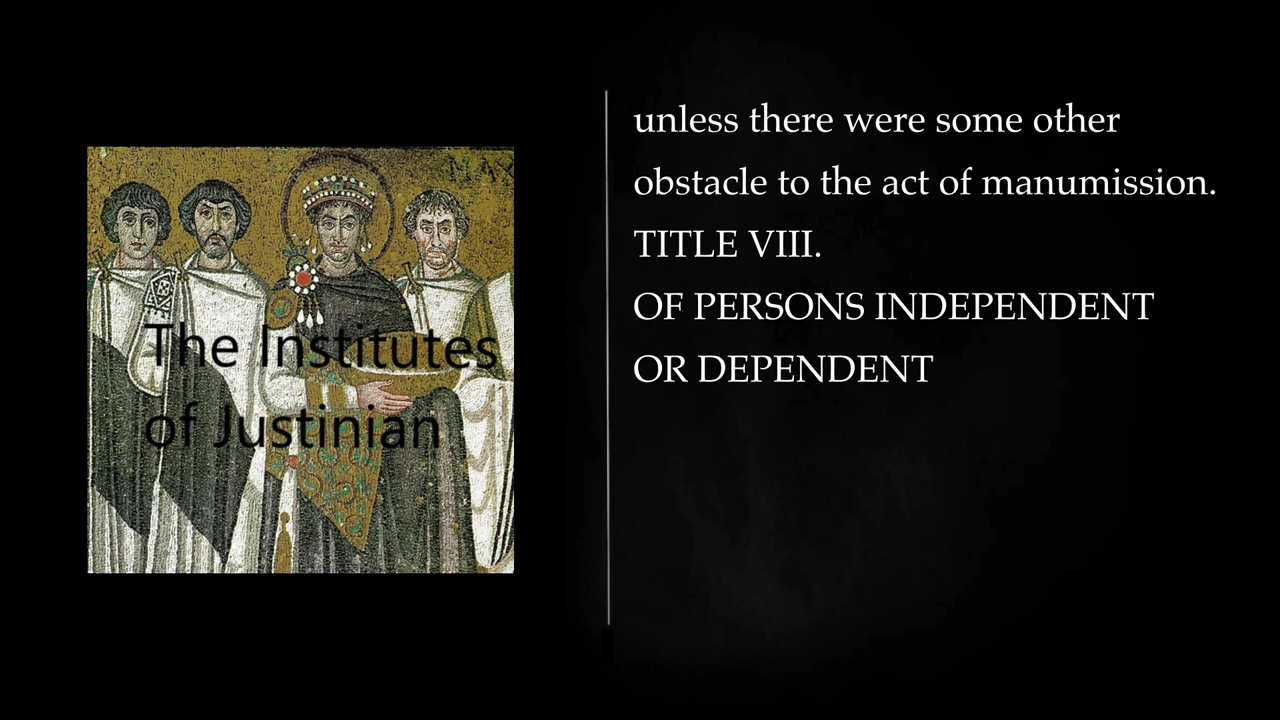 The Institutes
of Justinian
unless there were some other
obstacle to the act of manumission.
TITLE VIII.
OF PERSONS INDEPENDENT
OR DEPENDENT